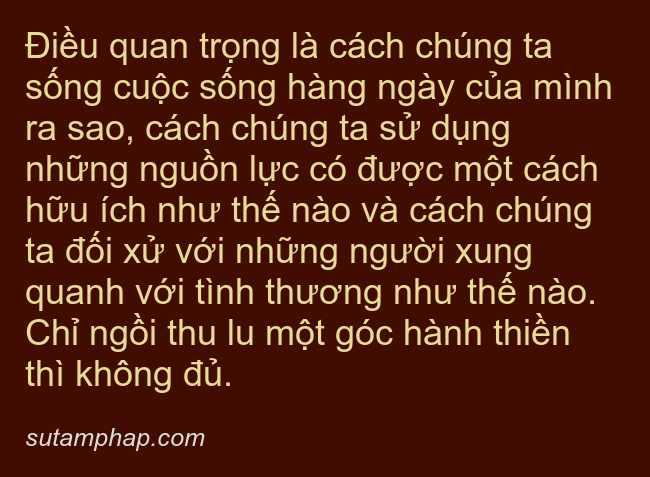 Điều quan trọng là cách chúng ta
sống cuộc sống hàng ngày của mình
ra sao, cách chúng ta sử dụng
những nguồn lực có được một cách
hữu ích như thế nào và cách chúng
ta đối xử với những người xung
quanh với tình thương như thế nào.
Chỉ ngồi thu lu một góc hành thiền
thì không đủ.
sutamphap.com